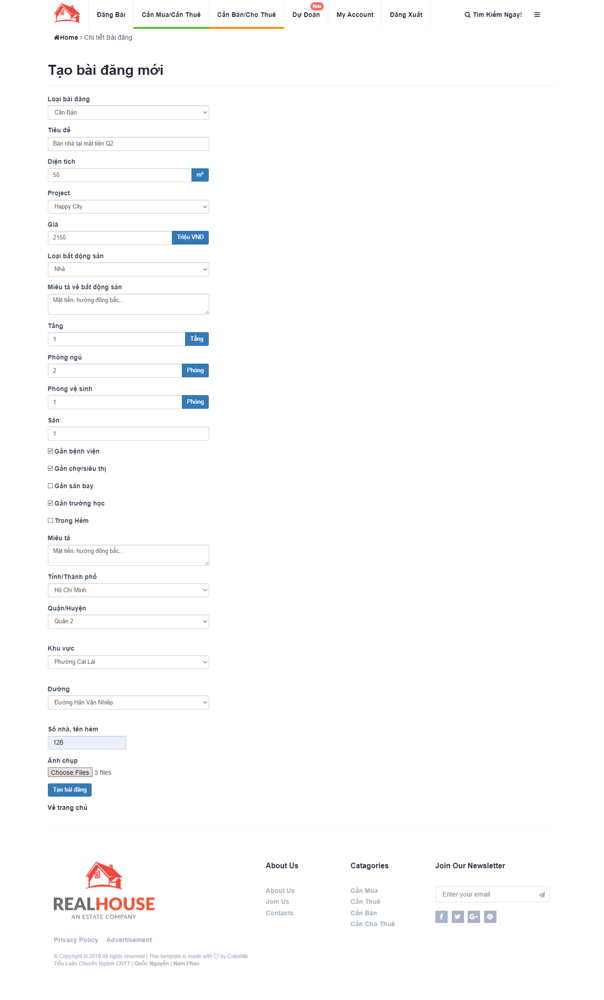 Đăng Bài
Cần Mua/Cần Thuê
Cần Bán/Cho Thuê
Dự Đoán
Beta
My Account
Đăng Xuất
Tìm Kiếm Ngay!
Home › Chi tiết Bài đăng
Tạo bài đăng mới
Loại bài đăng
Cần Bán
Tiêu đề
Bán nhà tại mặt tiền Q2
Diện tích
50 m²
Project
Happy City
Giá
2150 Triệu VNĐ
Loại bất động sản
Nhà
Miêu tả về bất động sản
Mặt tiền, hướng đông bắc,...
Tầng
1 Tầng
Phòng ngủ
2 Phòng
Phòng vệ sinh
1 Phòng
Sân
1
Gần bệnh viện
Gần chợ/siêu thị
Gần sân bay
Gần trường học
Trong Hẻm
Miêu tả
Mặt tiền, hướng đông bắc,...
Tỉnh/Thành phố
Hồ Chí Minh
Quận/Huyện
Quận 2
Khu vực
Phường Cát Lái
Đường
Đường Hân Văn Nhiếp
Số nhà, tên hẻm
12B
Ảnh chụp
Choose Files 3 files
Tạo bài đăng
Về trang chủ
REALHOUSE
AN ESTATE COMPANY
Privacy Policy Advertisement
© Copyright © 2019 All rights reserved | This template is made with ♡ by Colorlib
Tiểu Luận Chuyên Ngành CNTT | Quốc Nguyễn | Nam Phan
About Us
About Us
Join Us
Contacts
Catagories
Cần Mua
Cần Thuê
Cần Bán
Cần Cho Thuê
Join Our Newsletter
Enter your email